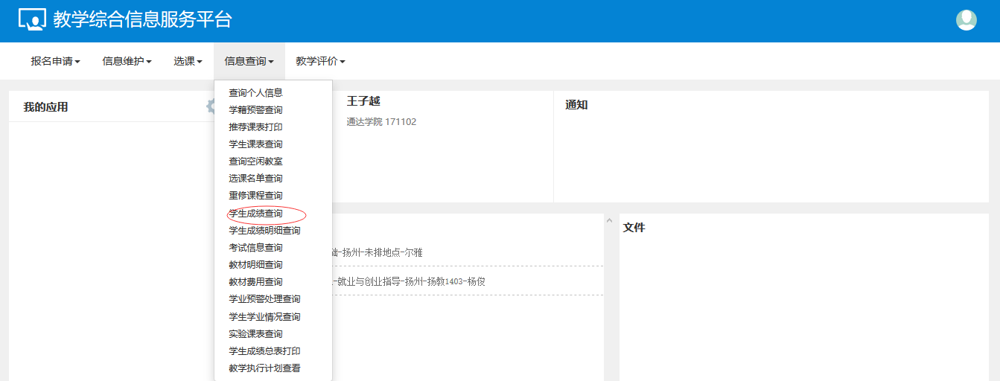 教学综合信息服务平台
报名申请
信息维护
选课
信息查询
教学评价
我的应用
查询个人信息
学籍预警查询
推荐课表打印
学生课表查询
查询空闲教室
选课名单查询
重修课程查询
学生成绩查询
学生成绩明细查询
考试信息查询
教材明细查询
教材费用查询
学业预警处理查询
学生学业情况查询
实验课表查询
学生成绩总表打印
教学执行计划查看
王子越
通达学院 171102
通知
础-扬州-未排地点-尔雅
-就业与创业指导-扬州-扬教1403-杨俊
文件